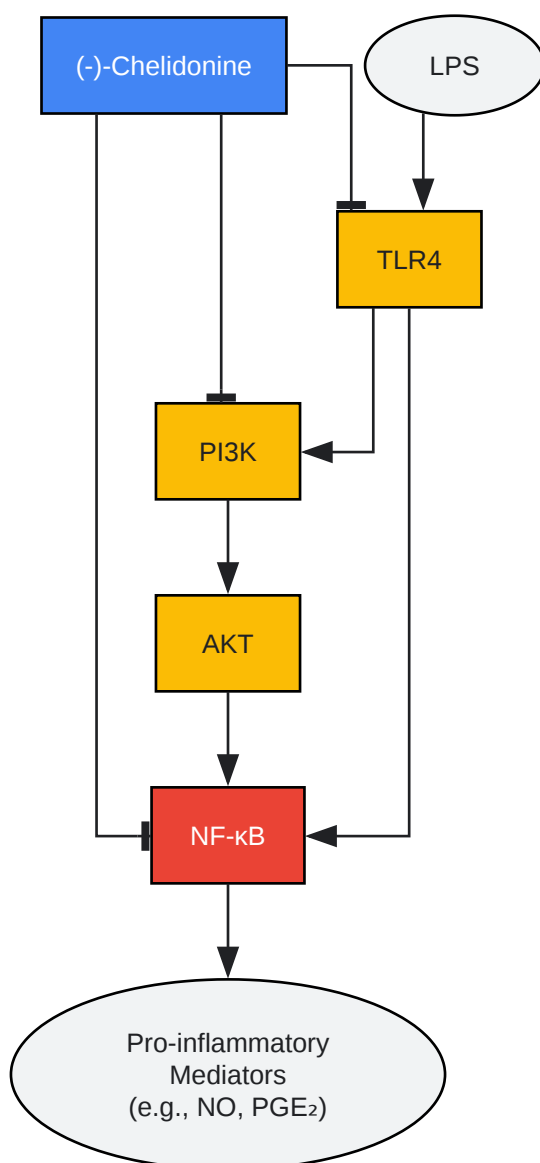 (-)-Chelidonine
LPS
TLR4
PI3K
AKT
NF-κB
Pro-inflammatory
Mediators
(e.g., NO, PGE₂)